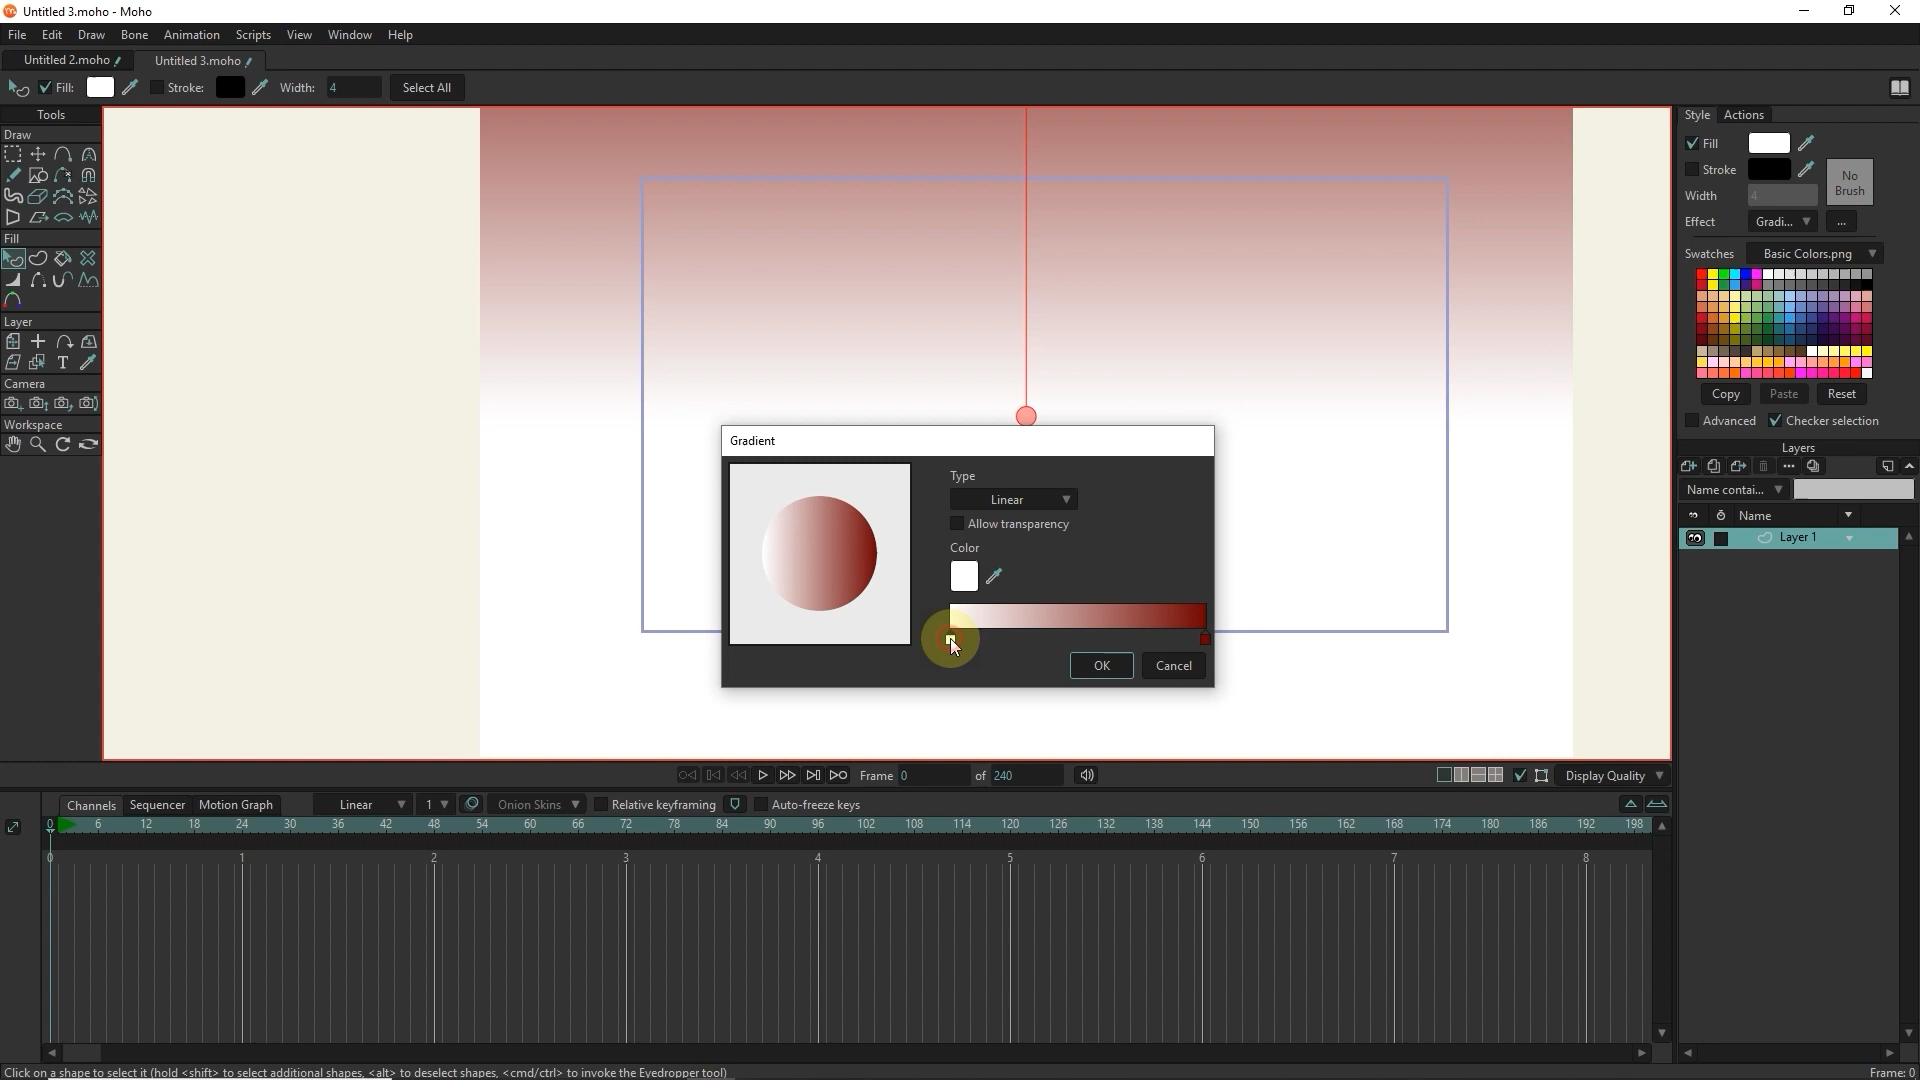 Untitled 3.moho - Moho
File Edit Draw Bone Animation Scripts View Window Help
Untitled 2.moho Untitled 3.moho
Fill: Stroke: Width: 4 Select All
Tools
Draw
Fill
Layer
Camera
Workspace
Style Actions
Fill
Stroke
No Brush
Width 4
Effect Gradi... ...
Swatches Basic Colors.png
Copy Paste Reset
Advanced Checker selection
Layers
Name contai...
Name
Layer 1
Gradient
Type
Linear
Allow transparency
Color
OK Cancel
Frame 0 of 240 Display Quality
Channels Sequencer Motion Graph Linear 1 Onion Skins Relative keyframing Auto-freeze keys
0 6 12 18 24 30 36 42 48 54 60 66 72 78 84 90 96 102 108 114 120 126 132 138 144 150 156 162 168 174 180 186 192 198
0 1 2 3 4 5 6 7 8
Click on a shape to select it (hold <shift> to select additional shapes, <alt> to deselect shapes, <cmd/ctrl> to invoke the Eyedropper tool) Frame: 0